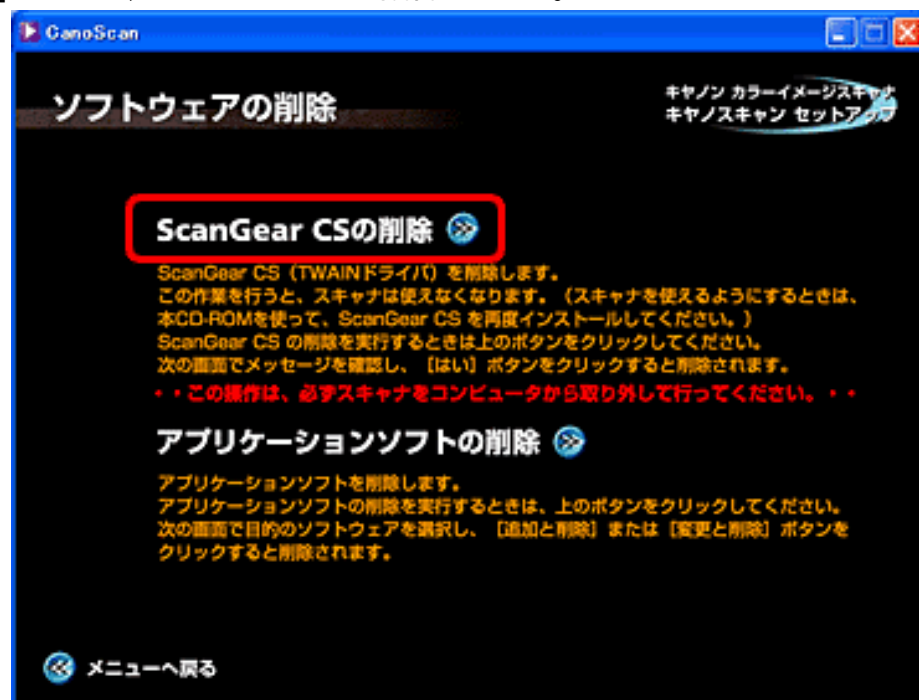 CanoScan
ソフトウェアの削除
キヤノン カラーイメージスキャナ
キヤノスキャン セットアップ
ScanGear CSの削除
ScanGear CS（TWAINドライバ）を削除します。
この作業を行うと、スキャナは使えなくなります。（スキャナを使えるようにするときは、
本CD-ROMを使って、ScanGear CS を再度インストールしてください。）
ScanGear CS の削除を実行するときは上のボタンをクリックしてください。
次の画面でメッセージを確認し、［はい］ボタンをクリックすると削除されます。
・・この操作は、必ずスキャナをコンピュータから取り外して行ってください。・・
アプリケーションソフトの削除
アプリケーションソフトを削除します。
アプリケーションソフトの削除を実行するときは、上のボタンをクリックしてください。
次の画面で目的のソフトウェアを選択し、［追加と削除］または［変更と削除］ボタンを
クリックすると削除されます。
メニューへ戻る